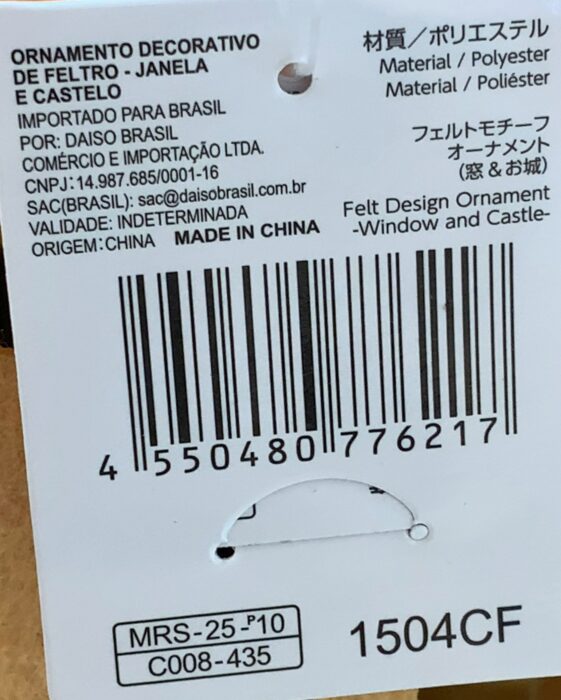 ORNAMENTO DECORATIVO
DE FELTRO - JANELA
E CASTELO
IMPORTADO PARA BRASIL
POR: DAISO BRASIL
COMÉRCIO E IMPORTAÇÃO LTDA.
CNPJ: 14.987.685/0001-16
SAC(BRASIL): sac@daisobrasil.com.br
VALIDADE: INDETERMINADA
ORIGEM:CHINA MADE IN CHINA
材質／ポリエステル
Material / Polyester
Material / Poliéster
フェルトモチーフ
オーナメント
（窓＆お城）
Felt Design Ornament
-Window and Castle-
4 550480 776217
MRS-25-P10
C008-435
1504CF